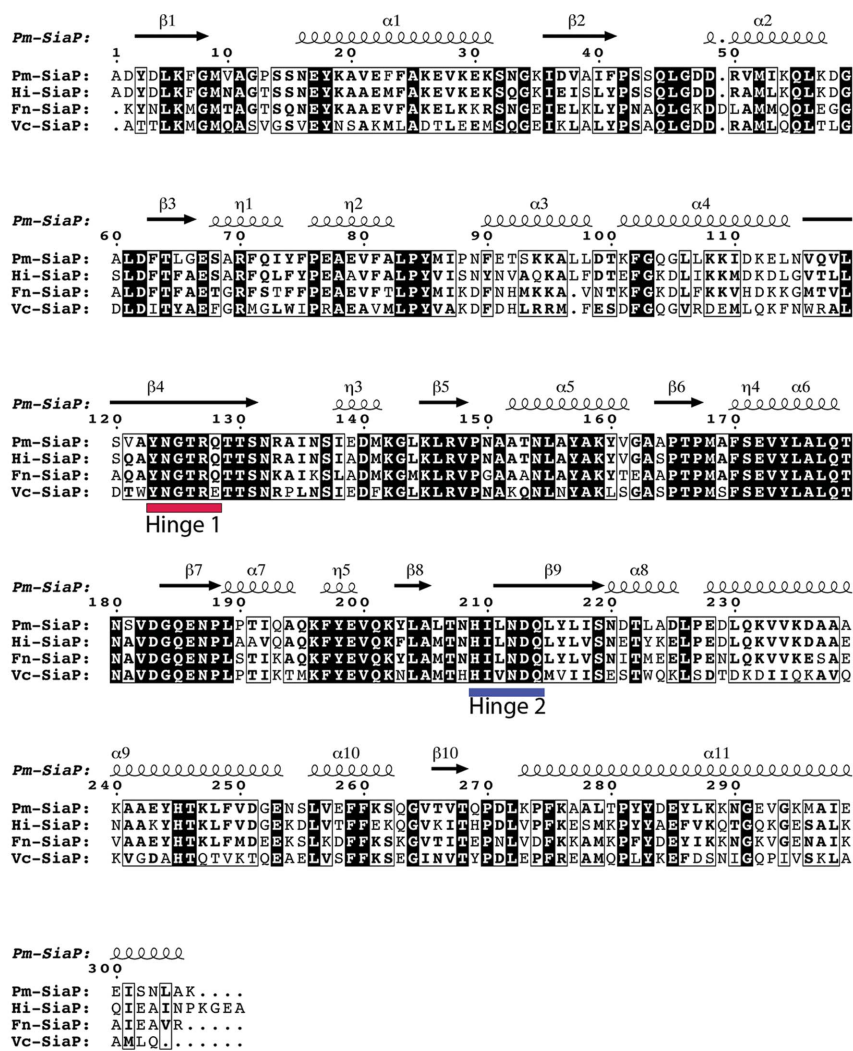 β1 α1 β2 α2
Pm-SiaP:
1 10 20 30 40 50
Pm-SiaP: ADYDLKFGMVAGPSSNEYKAVEFFAKEVKEKSNGKIDVAIFPSSQLGDD.RVMIKQLKDG
Hi-SiaP: ADYDLKFGMNAGTSSNEYKAAEMFAKEVKEKSQGKIEISLYPSSQLGDD.RAMLKQLKDG
Fn-SiaP: .KYNLKMGMTAGTSQNEYKAAEVFAKELKKRSNGEIELKLYPNAQLGKDDLAMMQQLEGG
Vc-SiaP: .ATTLKMGMQASVGSVEYNSAKMLADTLEEMSQGEIKLALYPSAQLGDD.RAMLQQLTLG
β3 η1 η2 α3 α4
Pm-SiaP:
60 70 80 90 100 110
Pm-SiaP: ALDFTLGESARFQIYFPEAEVFALPYMIPNFETSKKALLDTKFGQGLLKKIDKELNVQVL
Hi-SiaP: SLDFTFAESARFQLFYPEAAVFALPYVISNYNVAQKALFDTEFGKDLIKKMDKDLGVTLL
Fn-SiaP: ALDFTFAETGRFSTFFPEAEVFTLPYMIKDFNHMKKA.VNTKFGKDLFKKVHDKKGMTVL
Vc-SiaP: DLDITYAEFGRMGLWIPRAEAVMLPYVAKDFDHLRRM.FESDFGQGVRDEMLQKFNWRAL
β4 η3 β5 α5 β6 η4 α6
Pm-SiaP:
120 130 140 150 160 170
Pm-SiaP: SVAYNGTRQTTSNRAINSIEDMKGLKLRVPNAATNLAYAKYVGAAPTPMAFSEVYLALQT
Hi-SiaP: SQAYNGTRQTTSNRAINSIADMKGLKLRVPNAATNLAYAKYVGASPTPMAFSEVYLALQT
Fn-SiaP: AQAYNGTRQTTSNKAIKSLADMKGMKLRVPGAAANLAYAKYTEAAPTPMAFSEVYLALQT
Vc-SiaP: DTWYNGTRETTSNRPLNSIEDFKGLKLRVPNAKQNLNYAKLSGASPTPMSFSEVYLALQT
Hinge 1
β7 α7 η5 β8 β9 α8
Pm-SiaP:
180 190 200 210 220 230
Pm-SiaP: NSVDGQENPLPTIQAQKFYEVQKYLALTNHILNDQLYLISNDTLADLPEDLQKVVKDAAA
Hi-SiaP: NAVDGQENPLAAVQAQKFYEVQKFLAMTNHILNDQLYLVSNETYKELPEDLQKVVKDAAE
Fn-SiaP: NAVDGQENPLSTIKAQKFYEVQKNLAMTNHILNDQLYLVSNITMEELPENLQKVVKESAE
Vc-SiaP: NAVDGQENPLPTIKTMKFYEVQKNLAMTHHIVNDQMVIISESTWQKLSDTDKDIIQKAVQ
Hinge 2
α9 α10 β10 α11
Pm-SiaP:
240 250 260 270 280 290
Pm-SiaP: KAAEYHTKLFVDGENSLVEFFKSQGVTVTQPDLKPFKAALTPYYDEYLKKNGEVGKMAIE
Hi-SiaP: NAAKYHTKLFVDEEKDLVTFFEKQGVKITHPDLVPFKESMKPYYAEFVKQTGQKGESALK
Fn-SiaP: VAAEYHTKLFMDEEKSLKDFFKSKGVTITEPNLVDFKKAMKPFYDEYIKKNGKVGENAIK
Vc-SiaP: KVGDAHTQTVKTQEAELVSFFKSEGINVTYPDLEPFREAMQPLYKEFDSNIGQPIVSKLA
Pm-SiaP:
300
Pm-SiaP: EISNLAK....
Hi-SiaP: QIEAINPKGEA
Fn-SiaP: AIEAVR.....
Vc-SiaP: AMLQ.......